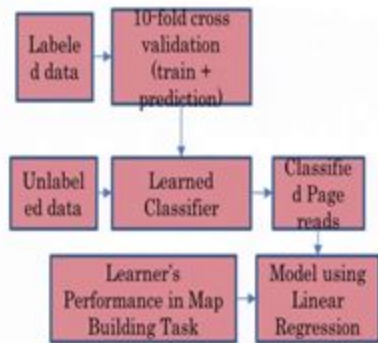 Labele
d data
10-fold cross
validation
(train +
prediction)
Unlabel
ed data
Learned
Classifier
Classifie
d Page
reads
Learner's
Performance in Map
Building Task
Model using
Linear
Regression